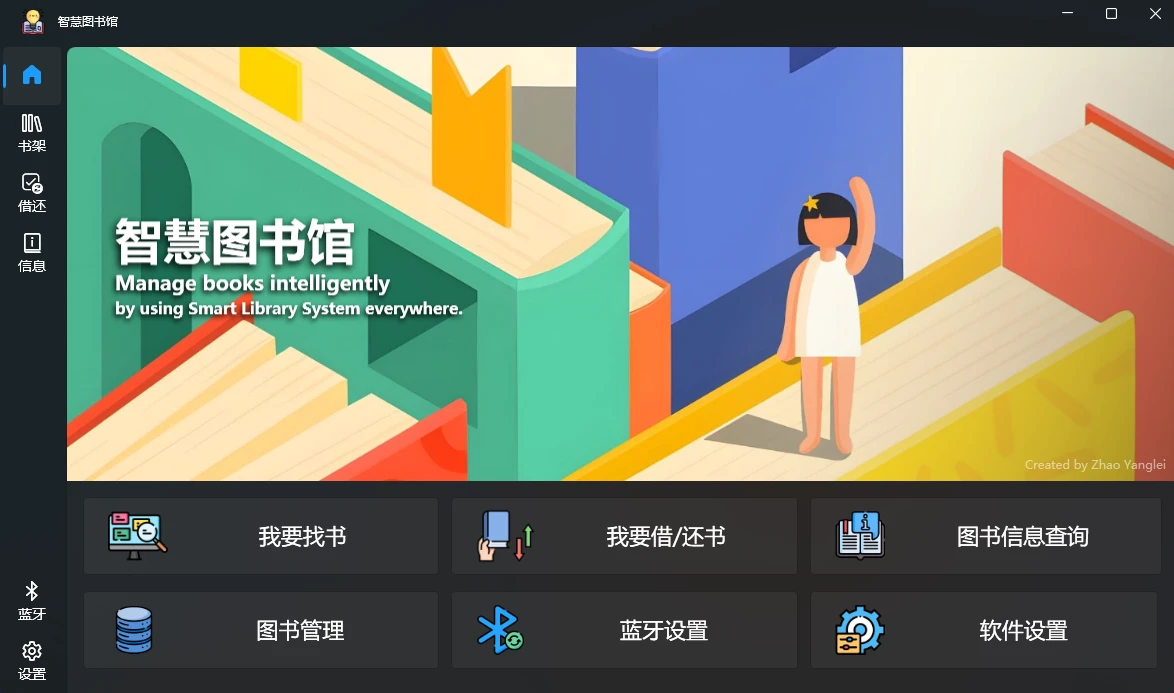 智慧图书馆
书架
借还
信息
蓝牙
设置
智慧图书馆
Manage books intelligently
by using Smart Library System everywhere.
Created by Zhao Yanglei
我要找书
我要借/还书
图书信息查询
图书管理
蓝牙设置
软件设置